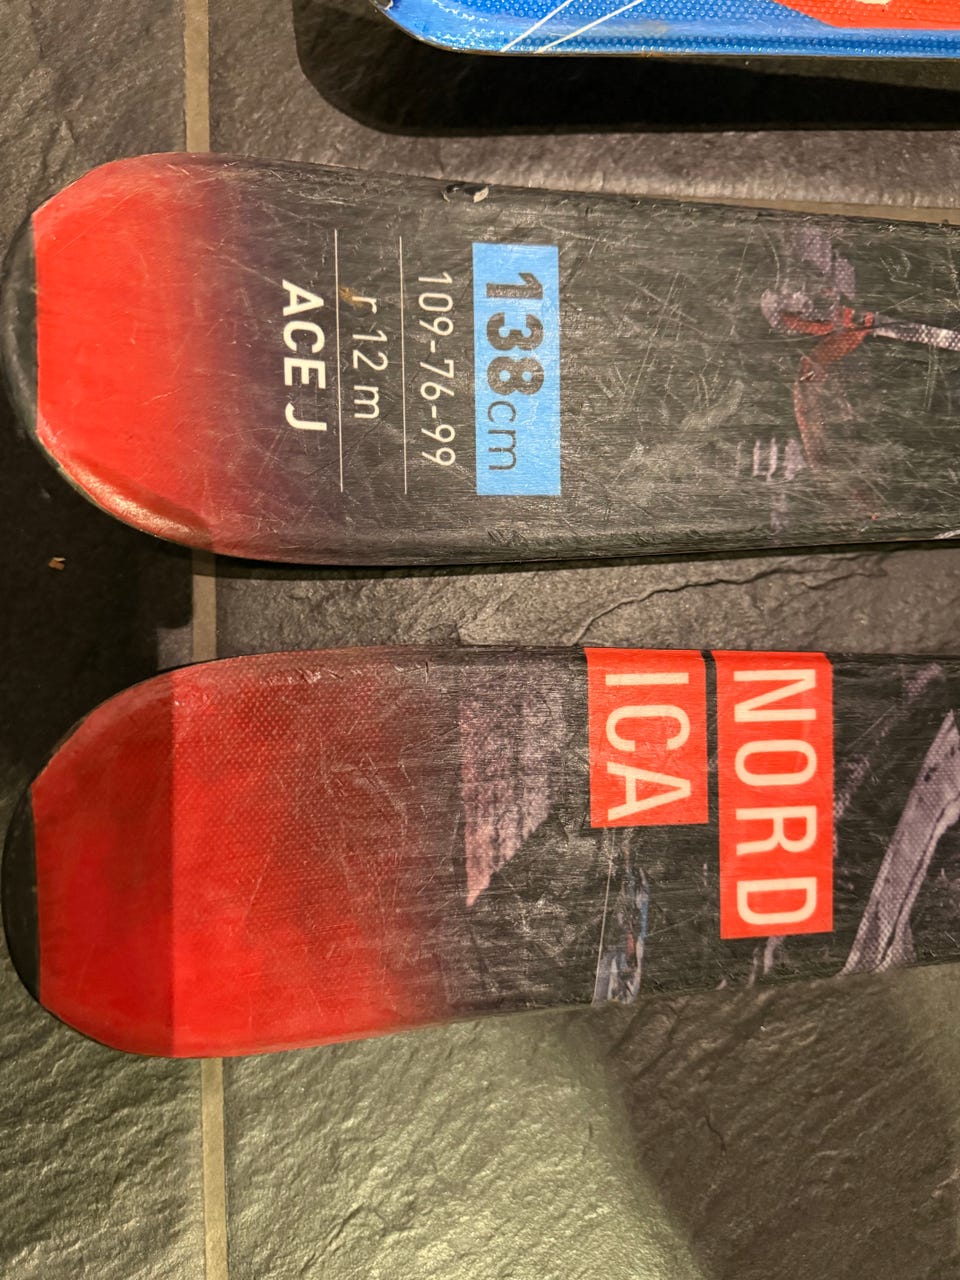 138cm
109-76-99
r 12 m
ACE J
NORD
ICA